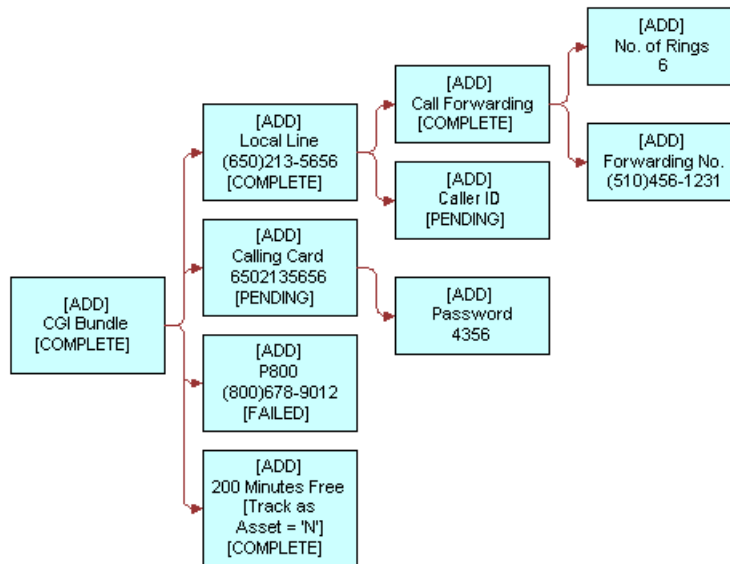 [ADD]
CGI Bundle
[COMPLETE]
[ADD]
Local Line
(650)213-5656
[COMPLETE]
[ADD]
Calling Card
6502135656
[PENDING]
[ADD]
P800
(800)678-9012
[FAILED]
[ADD]
200 Minutes Free
[Track as
Asset = 'N']
[COMPLETE]
[ADD]
Call Forwarding
[COMPLETE]
[ADD]
Caller ID
[PENDING]
[ADD]
Password
4356
[ADD]
No. of Rings
6
[ADD]
Forwarding No.
(510)456-1231